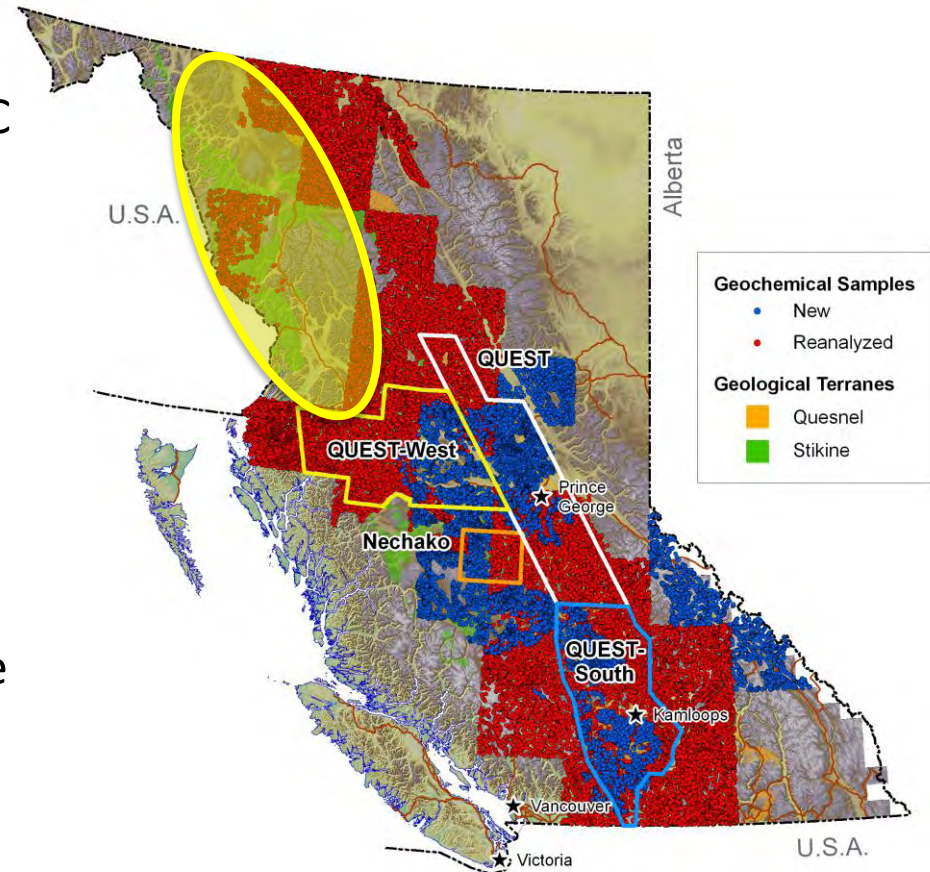 C
U.S.A.
Alberta
Geochemical Samples
New
Reanalyzed
Geological Terranes
Quesnel
Stikine
QUEST
QUEST-West
Prince
George
Nechako
e
QUEST-
South
Kamloops
Vancouver
Victoria
U.S.A.